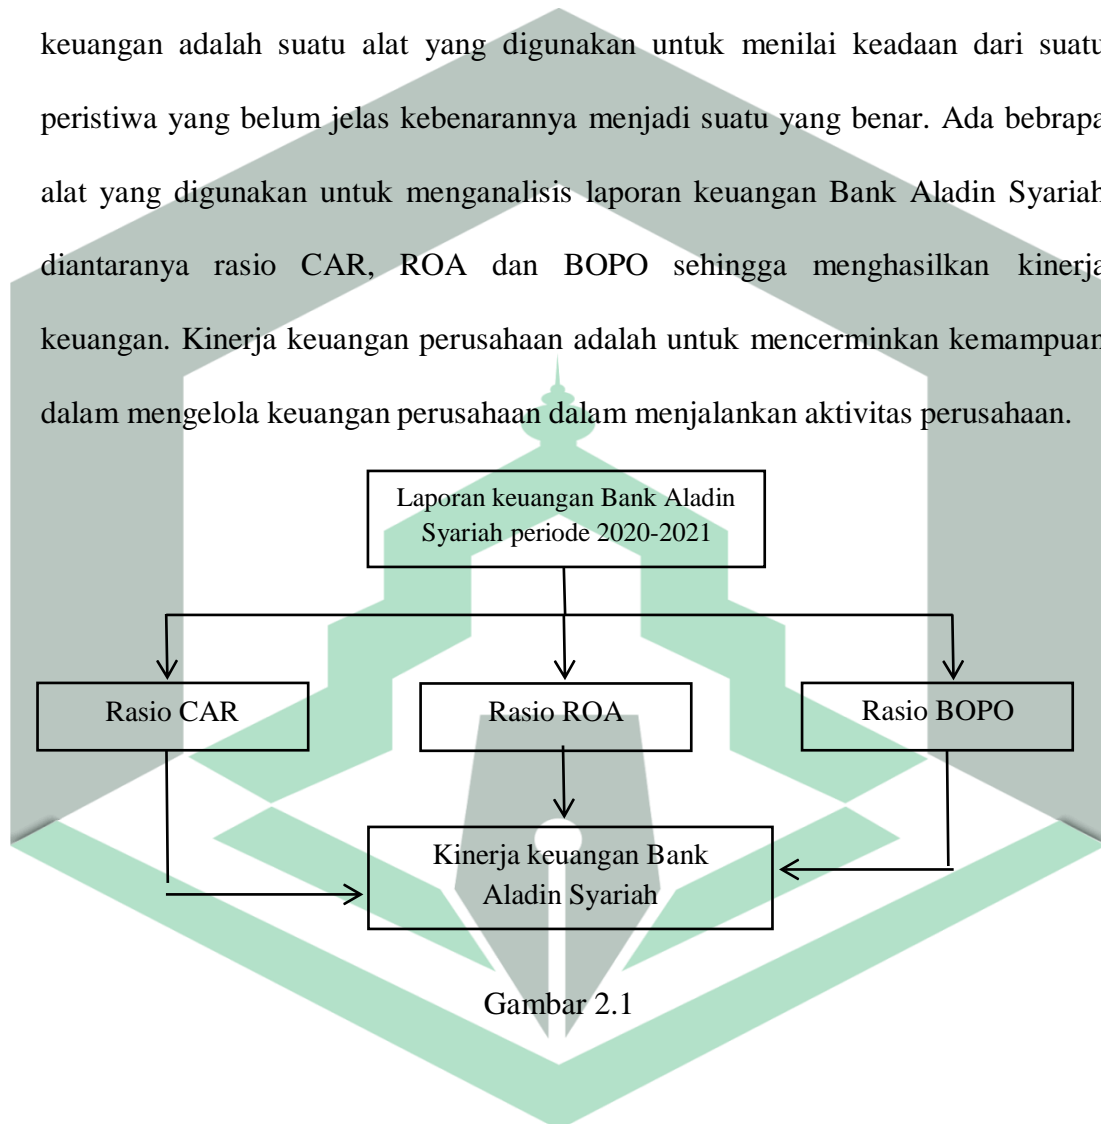 keuangan adalah suatu alat yang digunakan untuk menilai keadaan dari suatu
peristiwa yang belum jelas kebenarannya menjadi suatu yang benar. Ada bebrapa
alat yang digunakan untuk menganalisis laporan keuangan Bank Aladin Syariah
diantaranya rasio CAR, ROA dan BOPO sehingga menghasilkan kinerja
keuangan. Kinerja keuangan perusahaan adalah untuk mencerminkan kemampuan
dalam mengelola keuangan perusahaan dalam menjalankan aktivitas perusahaan.
Laporan keuangan Bank Aladin
Syariah periode 2020-2021
Rasio CAR
Rasio ROA
Rasio BOPO
Kinerja keuangan Bank
Aladin Syariah
Gambar 2.1